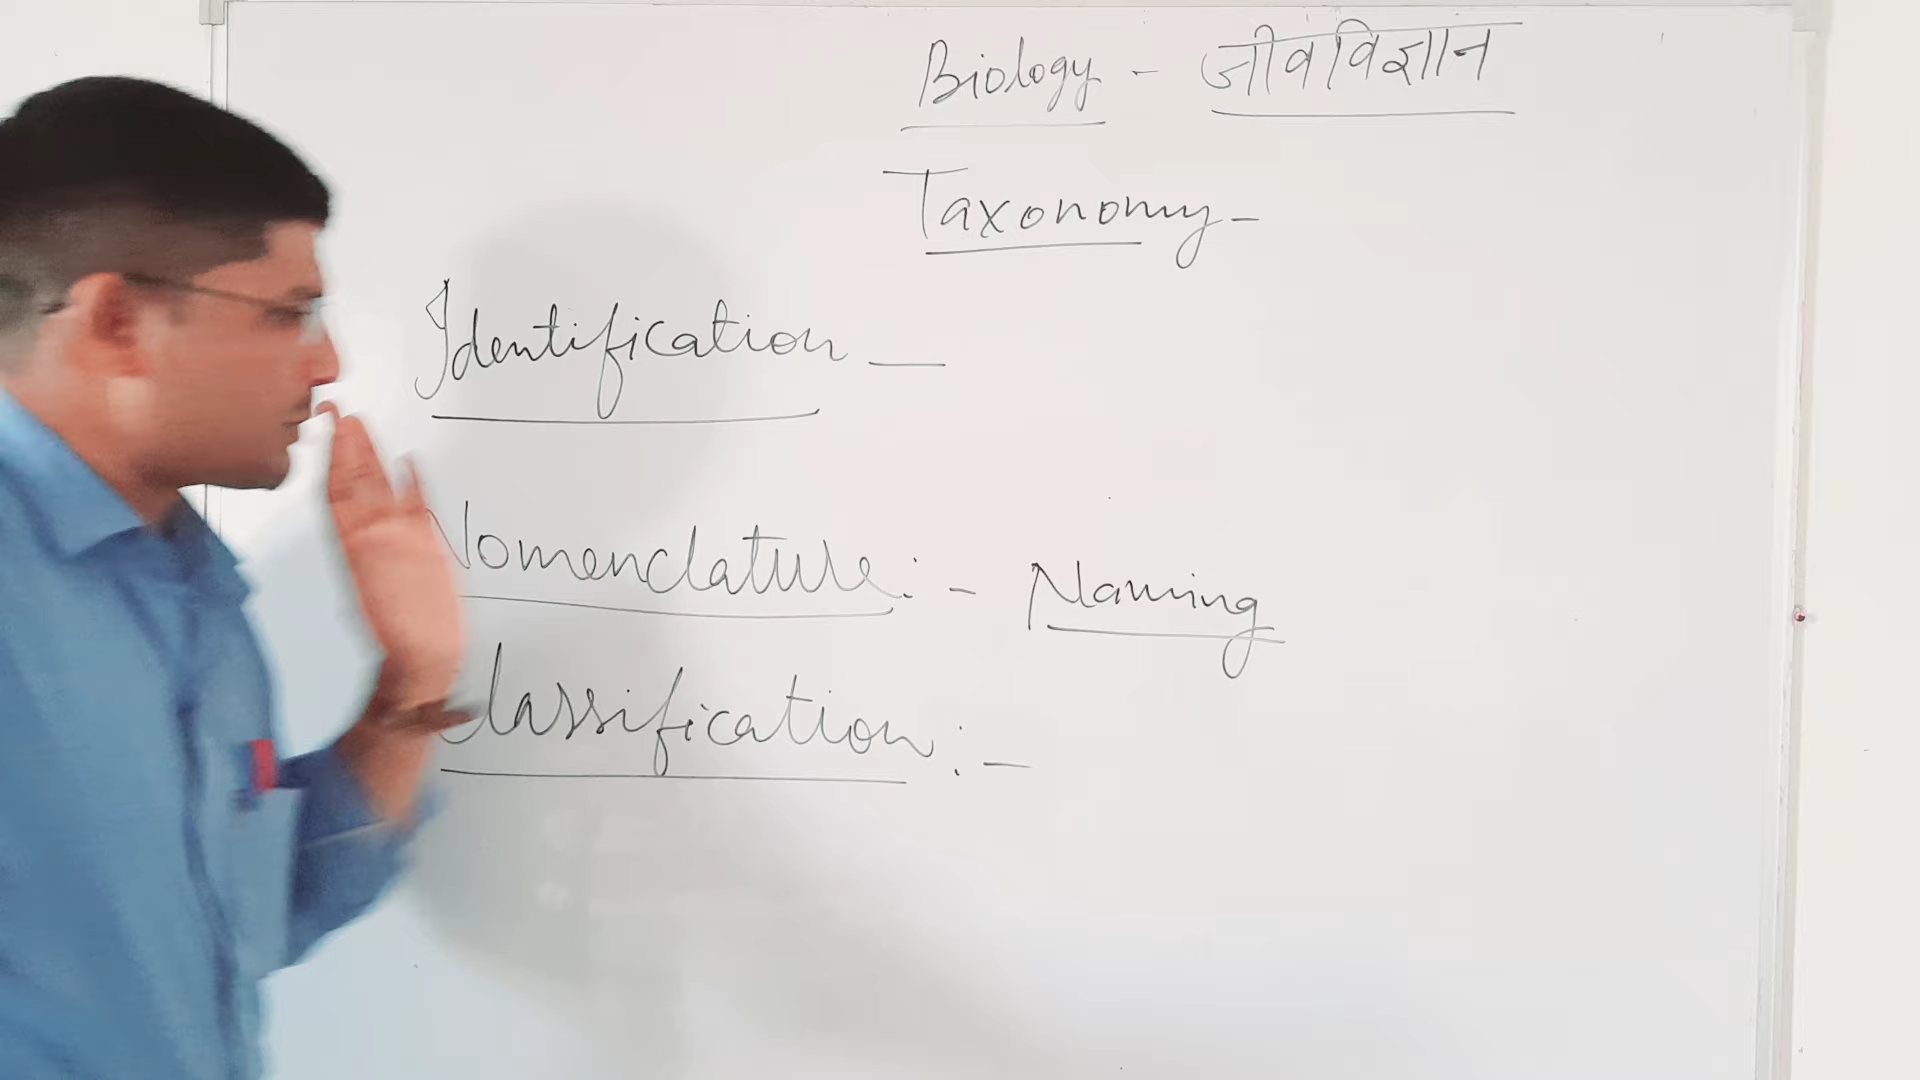 Biology - जीवविज्ञान
Taxonomy -
Identification —
Nomenclature :- Naming
Classification :-